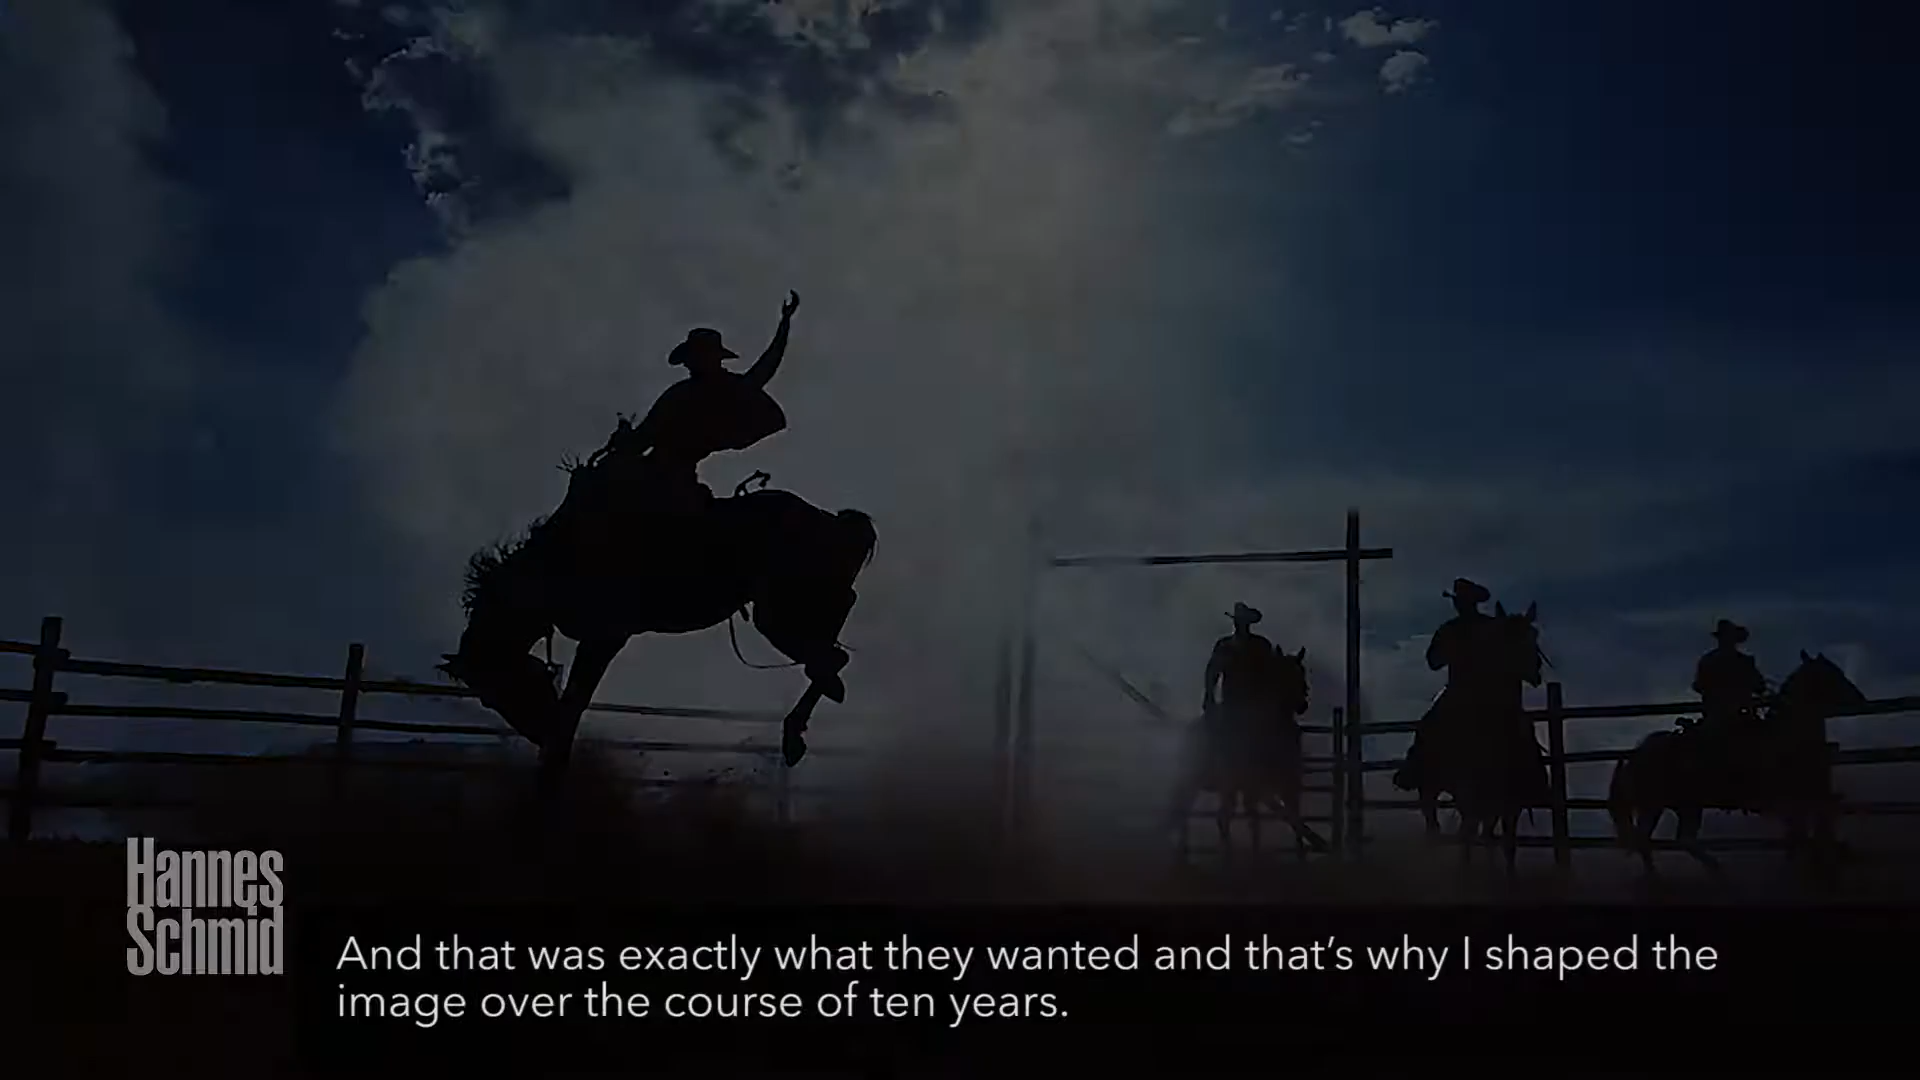 Hannes
Schmid
And that was exactly what they wanted and that’s why I shaped the
image over the course of ten years.